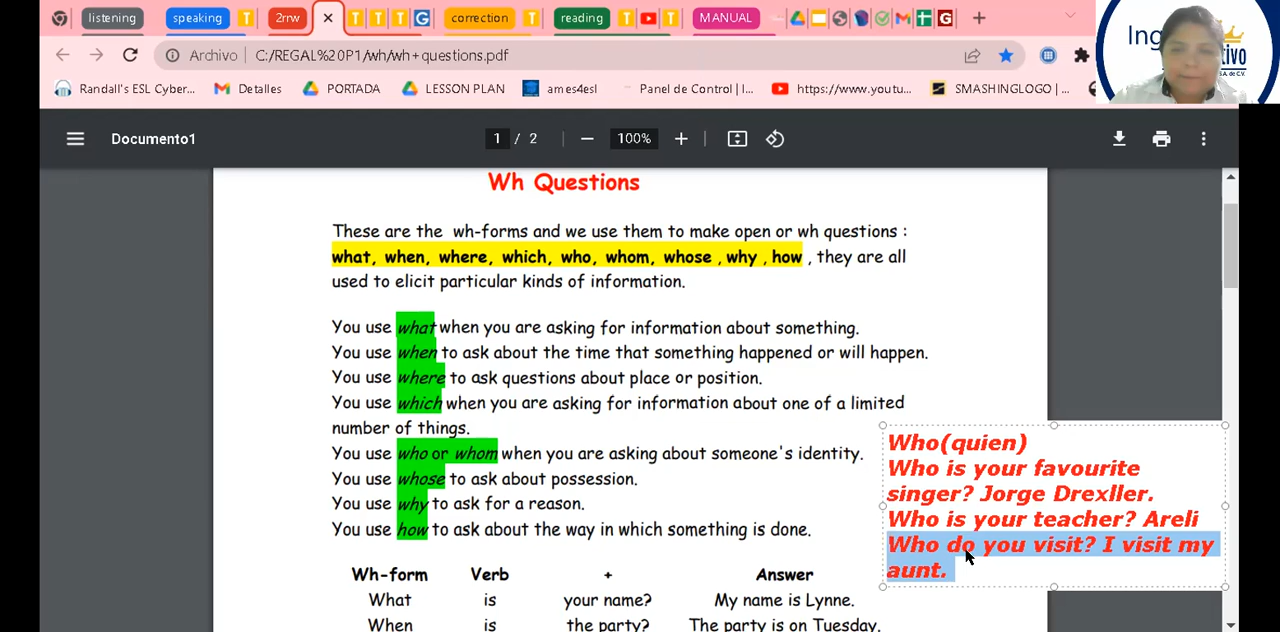 listening
speaking
2rrw
correction
reading
MANUAL
Archivo
C:/REGAL%20P1/wh/wh+questions.pdf
Randall's ESL Cyber...
Detalles
PORTADA
LESSON PLAN
ames4esl
Panel de Control | I...
https://www.youtu...
SMASHINGLOGO | ...
Documento1
1 / 2
100%
Wh Questions
These are the wh-forms and we use them to make open or wh questions :
what, when, where, which, who, whom, whose , why , how , they are all
used to elicit particular kinds of information.
You use what when you are asking for information about something.
You use when to ask about the time that something happened or will happen.
You use where to ask questions about place or position.
You use which when you are asking for information about one of a limited
number of things.
You use who or whom when you are asking about someone's identity.
You use whose to ask about possession.
You use why to ask for a reason.
You use how to ask about the way in which something is done.
Wh-form Verb + Answer
What is your name? My name is Lynne.
When is the party? The party is on Tuesday.
Who(quien)
Who is your favourite
singer? Jorge Drexller.
Who is your teacher? Areli
Who do you visit? I visit my
aunt.